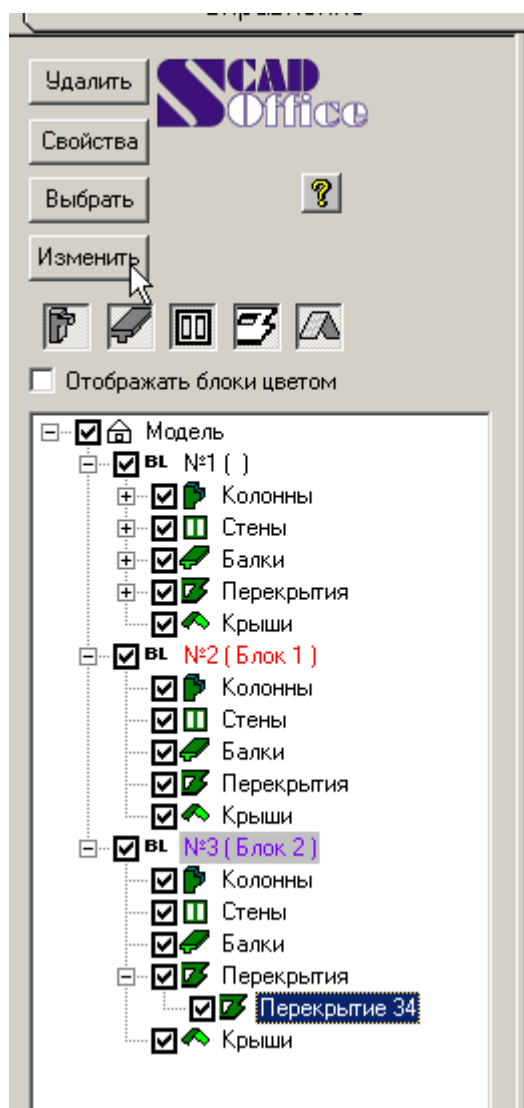 Удалить
SCAD
Office
Свойства
Выбрать
?
Изменить
Отображать блоки цветом
Модель
BL №1 ( )
Колонны
Стены
Балки
Перекрытия
Крыши
BL №2 ( Блок 1 )
Колонны
Стены
Балки
Перекрытия
Крыши
BL №3 ( Блок 2 )
Колонны
Стены
Балки
Перекрытия
Перекрытие 34
Крыши